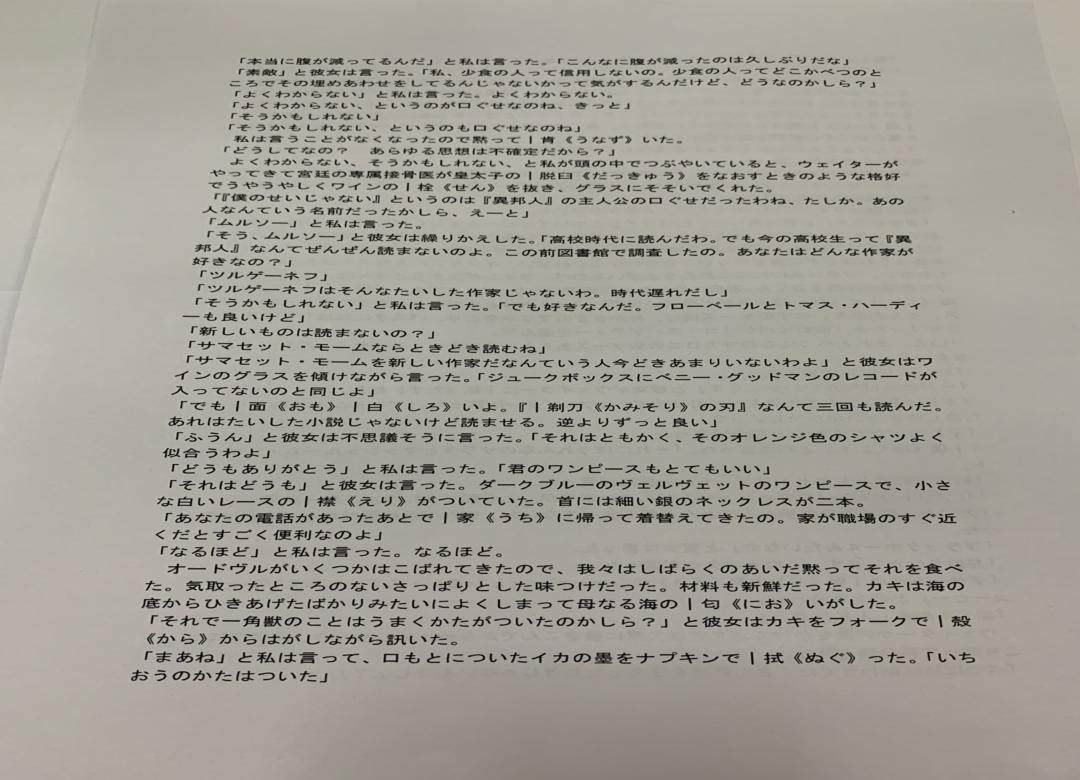 「本当に腹が減ってるんだ」と私は言った。「こんなに腹が減ったのは久しぶりだな」
「素敵」と彼女は言った。「私、少食の人って信用しないの。少食の人ってどこかべつのと
ころでその埋めあわせをしてるんじゃないかって気がするんだけど、どうなのかしら？」
「よくわからない」と私は言った。よくわからない。
「よくわからない、というのが口ぐせなのね、きっと」
「そうかもしれない」
「そうかもしれない、というのも口ぐせなのね」
私は言うことがなくなったので黙って｜肯《うなず》いた。
「どうしてなの？　あらゆる思想は不確定だから？」
よくわからない、そうかもしれない、と私が頭の中でつぶやいていると、ウェイターが
やってきて宮廷の専属接骨医が皇太子の｜脱臼《だっきゅう》をなおすときのような格好
でうやうやしくワインの｜栓《せん》を抜き、グラスにそそいでくれた。
「『僕のせいじゃない』というのは『異邦人』の主人公の口ぐせだったわね、たしか。あの
人なんていう名前だったかしら、えーと」
「ムルソー」と私は言った。
「そう、ムルソー」と彼女は繰りかえした。「高校時代に読んだわ。でも今の高校生って『異
邦人』なんてぜんぜん読まないのよ。この前図書館で調査したの。あなたはどんな作家が
好きなの？」
「ツルゲーネフ」
「ツルゲーネフはそんなたいした作家じゃないわ。時代遅れだし」
「そうかもしれない」と私は言った。「でも好きなんだ。フローベールとトマス・ハーディ
ーも良いけど」
「新しいものは読まないの？」
「サマセット・モームならときどき読むね」
「サマセット・モームを新しい作家だなんていう人今どきあまりいないわよ」と彼女はワ
インのグラスを傾けながら言った。「ジュークボックスにベニー・グッドマンのレコードが
入ってないのと同じよ」
「でも｜面《おも》｜白《しろ》いよ。『｜剃刀《かみそり》の刃』なんて三回も読んだ。
あれはたいした小説じゃないけど読ませる。逆よりずっと良い」
「ふうん」と彼女は不思議そうに言った。「それはともかく、そのオレンジ色のシャツよく
似合うわよ」
「どうもありがとう」と私は言った。「君のワンピースもとてもいい」
「それはどうも」と彼女は言った。ダークブルーのヴェルヴェットのワンピースで、小さ
な白いレースの｜襟《えり》がついていた。首には細い銀のネックレスが二本。
「あなたの電話があったあとで｜家《うち》に帰って着替えてきたの。家が職場のすぐ近
くだとすごく便利なのよ」
「なるほど」と私は言った。なるほど。
オードヴルがいくつかはこばれてきたので、我々はしばらくのあいだ黙ってそれを食べ
た。気取ったところのないさっぱりとした味つけだった。材料も新鮮だった。カキは海の
底からひきあげたばかりみたいによくしまって母なる海の｜匂《にお》いがした。
「それで一角獣のことはうまくかたがついたのかしら？」と彼女はカキをフォークで｜殻
《から》からはがしながら訊いた。
「まあね」と私は言って、口もとについたイカの墨をナプキンで｜拭《ぬぐ》った。「いち
おうのかたはついた」